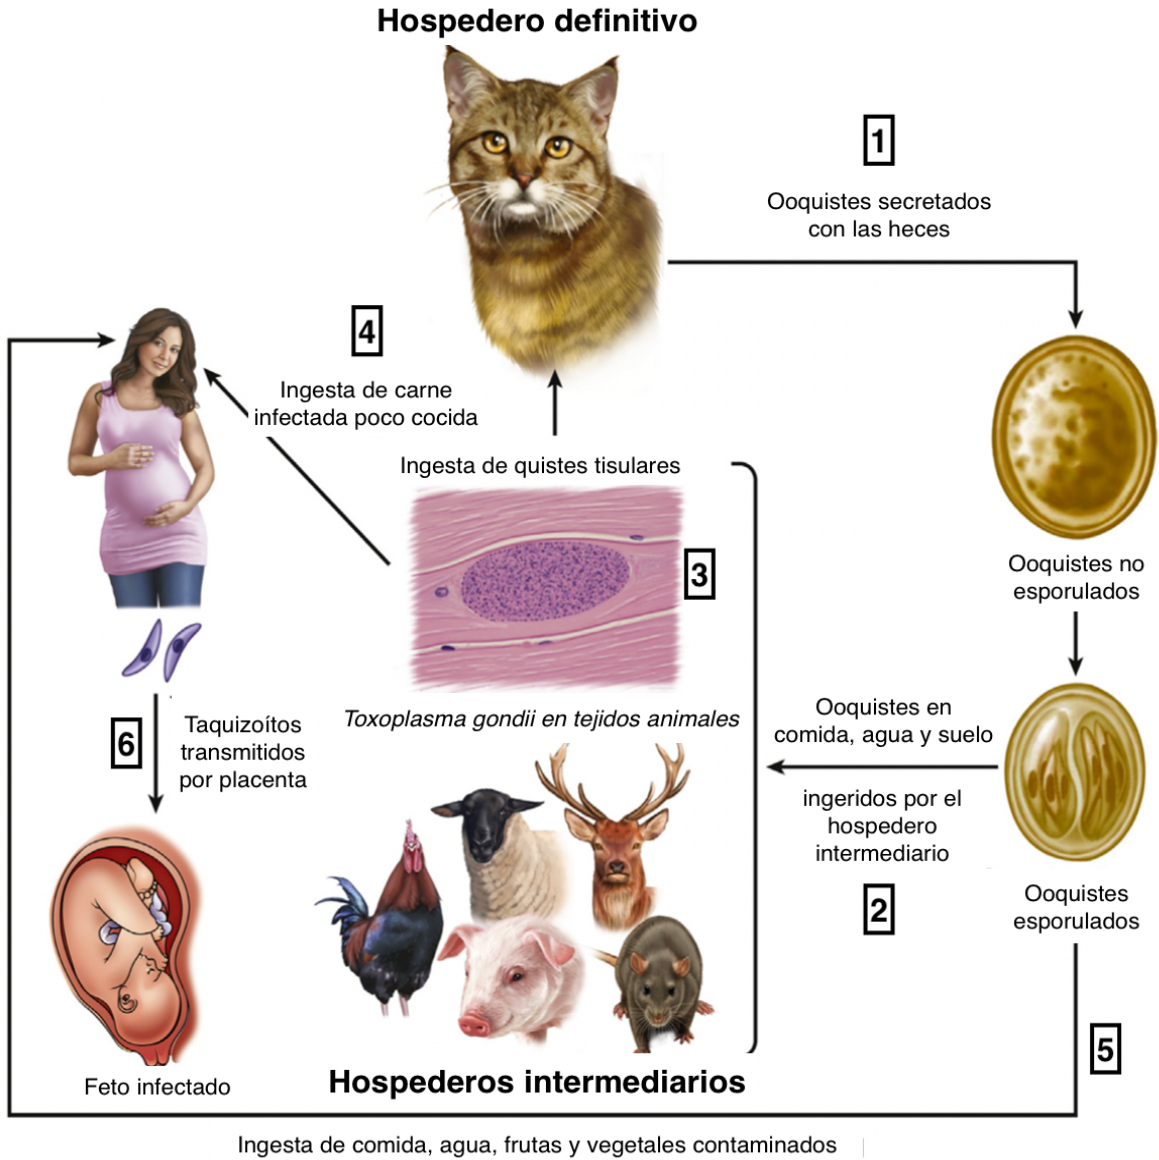 Hospedero definitivo
1
Ooquistes secretados
con las heces
4
Ingesta de carne
infectada poco cocida
Ingesta de quistes tisulares
3
Ooquistes no
esporulados
Toxoplasma gondii en tejidos animales
Ooquistes en
comida, agua y suelo
ingeridos por el
hospedero
intermediario
2
Ooquistes
esporulados
6
Taquizoítos
transmitidos
por placenta
Feto infectado
Hospederos intermediarios
5
Ingesta de comida, agua, frutas y vegetales contaminados